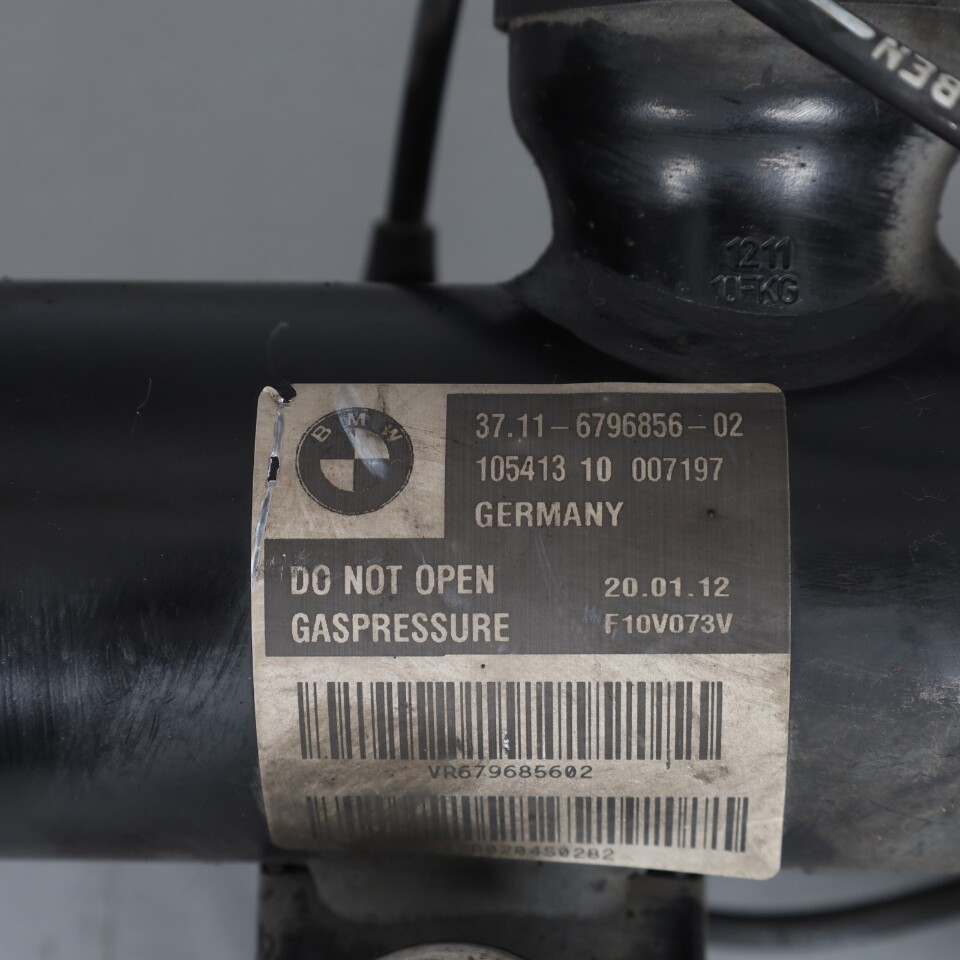 BEN
1211
BMW
37.11-6796856-02
105413 10 007197
GERMANY
DO NOT OPEN
20.01.12
GASPRESSURE
F10V073V
VR679685602